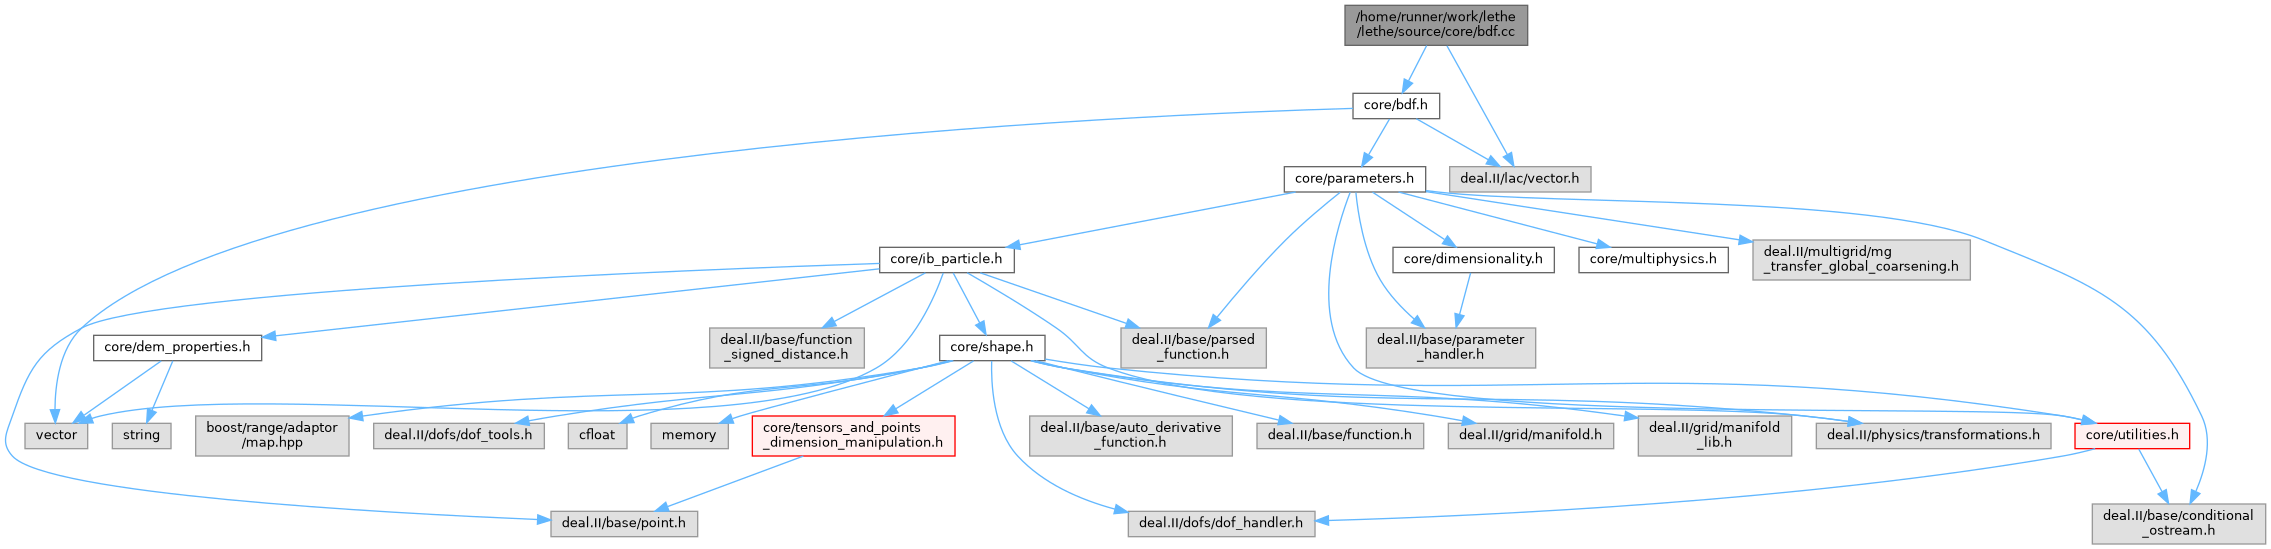 /home/runner/work/lethe
/lethe/source/core/bdf.cc
core/bdf.h
core/parameters.h
deal.II/lac/vector.h
core/ib_particle.h
core/dimensionality.h
core/multiphysics.h
deal.II/multigrid/mg
_transfer_global_coarsening.h
core/dem_properties.h
deal.II/base/function
_signed_distance.h
core/shape.h
deal.II/base/parsed
_function.h
deal.II/base/parameter
_handler.h
vector
string
boost/range/adaptor
/map.hpp
deal.II/dofs/dof_tools.h
cfloat
memory
core/tensors_and_points
_dimension_manipulation.h
deal.II/base/auto_derivative
_function.h
deal.II/base/function.h
deal.II/grid/manifold.h
deal.II/grid/manifold
_lib.h
deal.II/physics/transformations.h
core/utilities.h
deal.II/base/point.h
deal.II/dofs/dof_handler.h
deal.II/base/conditional
_ostream.h